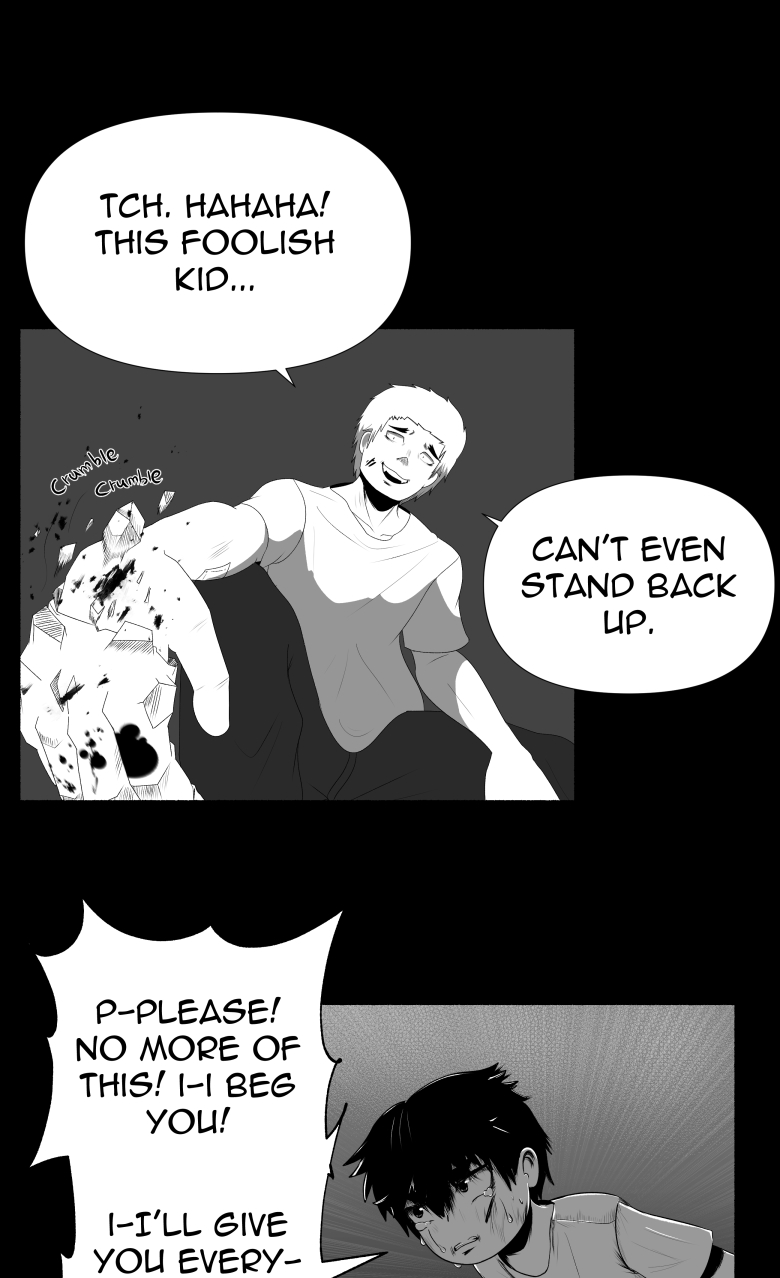 TCH. HAHAHA!
THIS FOOLISH
KID...
Crumble
Crumble
CAN'T EVEN
STAND BACK
UP.
P-PLEASE!
NO MORE OF
THIS! I-I BEG
YOU!
I-I'LL GIVE
YOU EVERY-